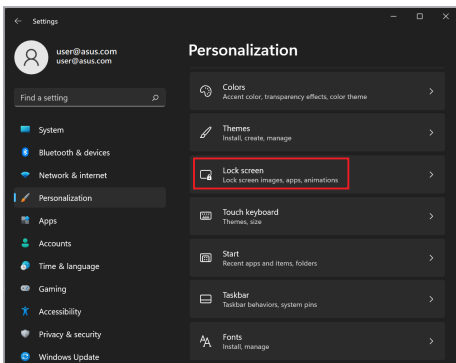 Settings
user@asus.com
user@asus.com
Find a setting
System
Bluetooth & devices
Network & internet
Personalization
Apps
Accounts
Time & language
Gaming
Accessibility
Privacy & security
Windows Update
Personalization
Colors
Accent color, transparency effects, color theme
Themes
Install, create, manage
Lock screen
Lock screen images, apps, animations
Touch keyboard
Themes, size
Start
Recent apps and items, folders
Taskbar
Taskbar behaviors, system pins
Fonts
Install, manage